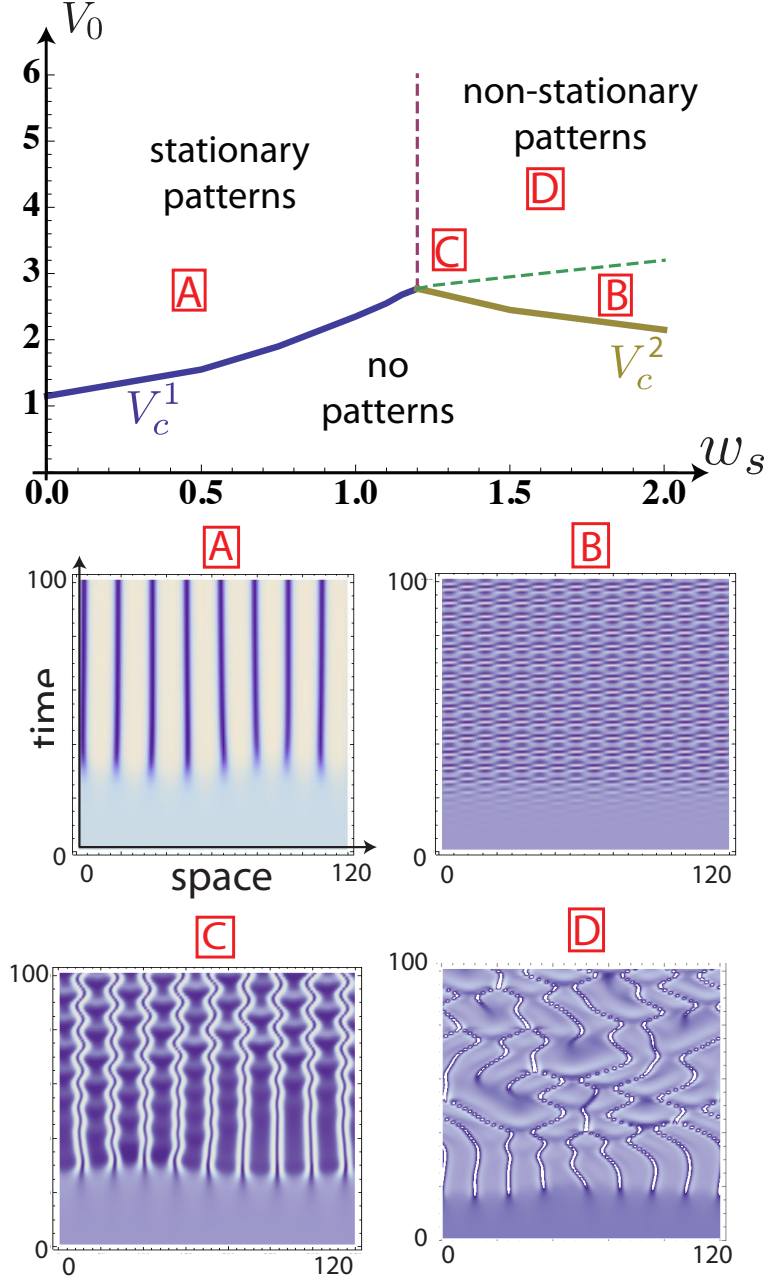 V_0
6
non-stationary
patterns
5
stationary
patterns
4
D
C
3
A
B
2
V_c^2
no
patterns
V_c^1
1
w_s
0.0 0.5 1.0 1.5 2.0
A
B
100
100
time
0
0
0 space 120
0 120
C
D
100
100
0
0
0 120
0 120